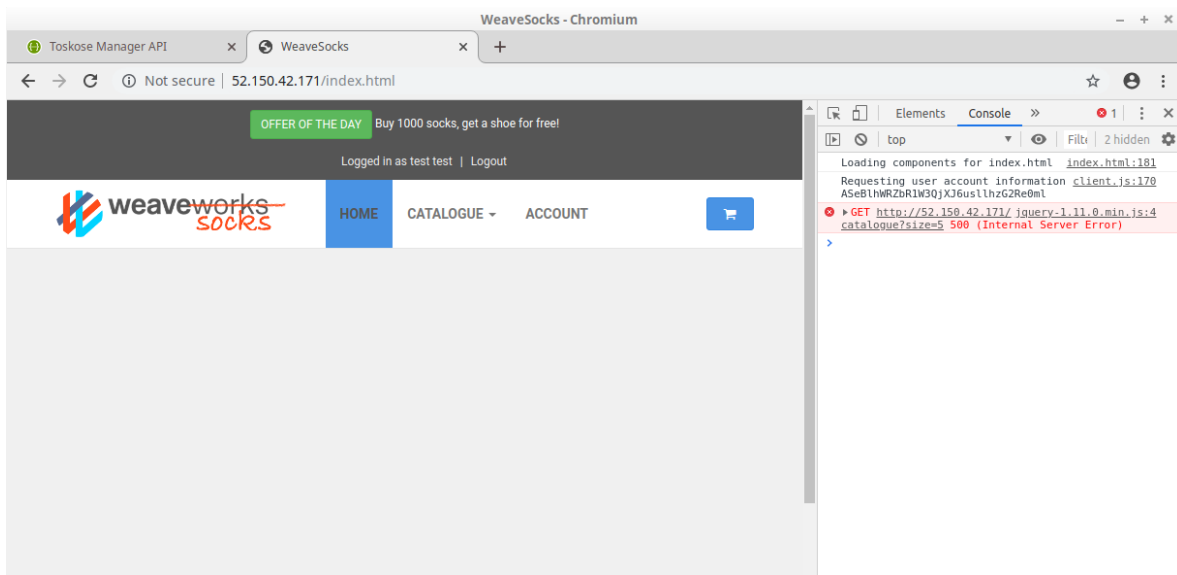 WeaveSocks - Chromium
Toskose Manager API
WeaveSocks
Not secure | 52.150.42.171/index.html
OFFER OF THE DAY Buy 1000 socks, get a shoe for free!
Logged in as test test | Logout
weaveworks
socks
HOME
CATALOGUE
ACCOUNT
Elements Console » 1
top Filte 2 hidden
Loading components for index.html index.html:181
Requesting user account information client.js:170
ASeBlhWRZbR1W3QjXJ6usllhzG2Re0ml
GET http://52.150.42.171/ jquery-1.11.0.min.js:4
catalogue?size=5 500 (Internal Server Error)